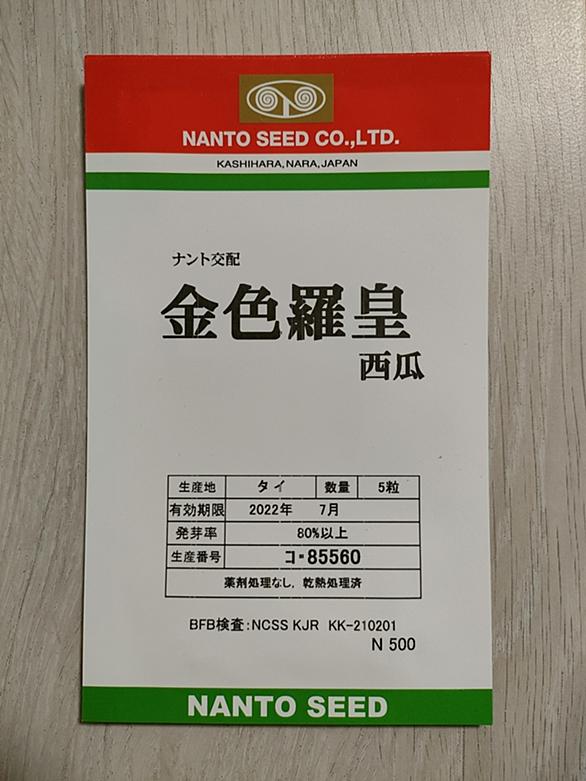 NANTO SEED CO.,LTD.
KASHIHARA, NARA, JAPAN
ナント交配
金色羅皇
西瓜
生産地 タイ 数量 5粒
有効期限 2022年 7月
発芽率 80%以上
生産番号 コ-85560
薬剤処理なし, 乾熱処理済
BFB検査:NCSS KJR KK-210201
N 500
NANTO SEED